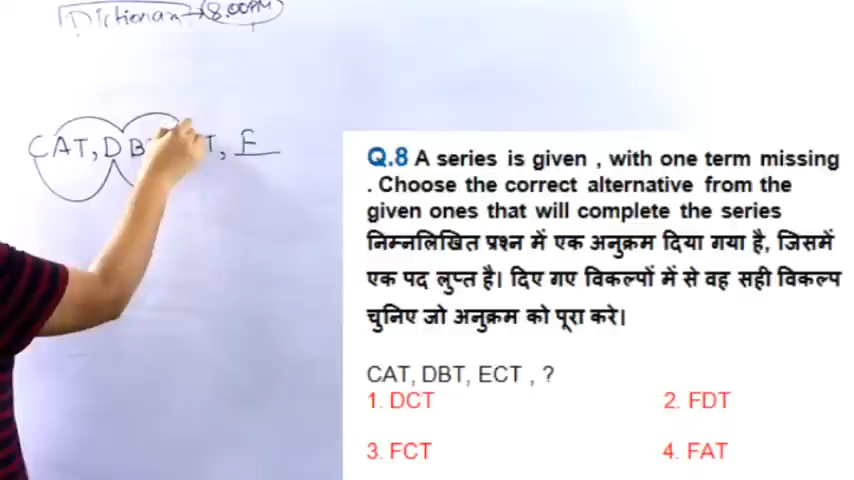 Dictionary → 8.00PM
CAT, DB T, F
Q.8 A series is given , with one term missing
. Choose the correct alternative from the
given ones that will complete the series
निम्नलिखित प्रश्न में एक अनुक्रम दिया गया है, जिसमें
एक पद लुप्त है। दिए गए विकल्पों में से वह सही विकल्प
चुनिए जो अनुक्रम को पूरा करे।
CAT, DBT, ECT , ?
1. DCT 2. FDT
3. FCT 4. FAT